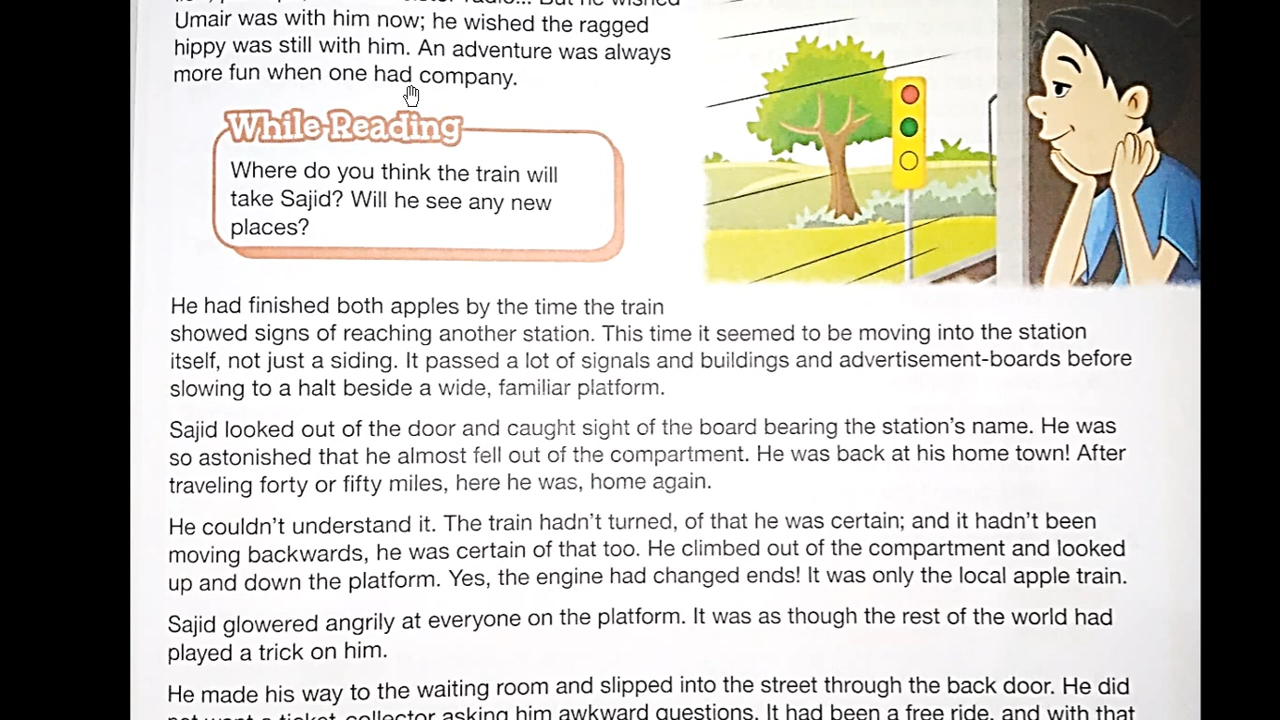 Umair was with him now; he wished the ragged
hippy was still with him. An adventure was always
more fun when one had company.
While Reading
Where do you think the train will
take Sajid? Will he see any new
places?
He had finished both apples by the time the train
showed signs of reaching another station. This time it seemed to be moving into the station
itself, not just a siding. It passed a lot of signals and buildings and advertisement-boards before
slowing to a halt beside a wide, familiar platform.
Sajid looked out of the door and caught sight of the board bearing the station's name. He was
so astonished that he almost fell out of the compartment. He was back at his home town! After
traveling forty or fifty miles, here he was, home again.
He couldn't understand it. The train hadn't turned, of that he was certain; and it hadn't been
moving backwards, he was certain of that too. He climbed out of the compartment and looked
up and down the platform. Yes, the engine had changed ends! It was only the local apple train.
Sajid glowered angrily at everyone on the platform. It was as though the rest of the world had
played a trick on him.
He made his way to the waiting room and slipped into the street through the back door. He did
not want a ticket-collector asking him awkward questions. It had been a free ride, and with that